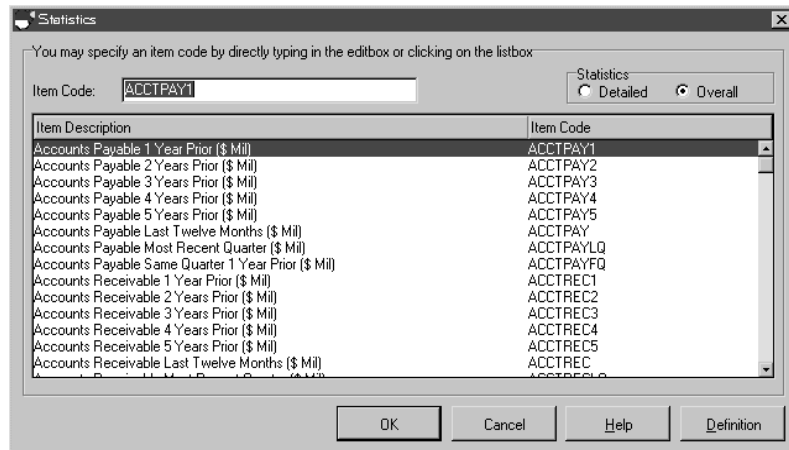 Statistics
You may specify an item code by directly typing in the editbox or clicking on the listbox
Item Code: ACCTPAY1
Statistics
Detailed Overall
Item Description Item Code
Accounts Payable 1 Year Prior ($ Mil) ACCTPAY1
Accounts Payable 2 Years Prior ($ Mil) ACCTPAY2
Accounts Payable 3 Years Prior ($ Mil) ACCTPAY3
Accounts Payable 4 Years Prior ($ Mil) ACCTPAY4
Accounts Payable 5 Years Prior ($ Mil) ACCTPAY5
Accounts Payable Last Twelve Months ($ Mil) ACCTPAY
Accounts Payable Most Recent Quarter ($ Mil) ACCTPAYLQ
Accounts Payable Same Quarter 1 Year Prior ($ Mil) ACCTPAYFQ
Accounts Receivable 1 Year Prior ($ Mil) ACCTREC1
Accounts Receivable 2 Years Prior ($ Mil) ACCTREC2
Accounts Receivable 3 Years Prior ($ Mil) ACCTREC3
Accounts Receivable 4 Years Prior ($ Mil) ACCTREC4
Accounts Receivable 5 Years Prior ($ Mil) ACCTREC5
Accounts Receivable Last Twelve Months ($ Mil) ACCTREC
OK Cancel Help Definition